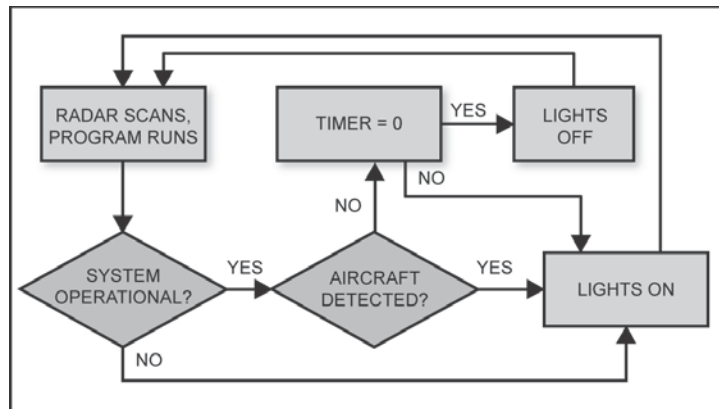 RADAR SCANS,
PROGRAM RUNS
TIMER = 0
YES
LIGHTS
OFF
NO
NO
SYSTEM
OPERATIONAL?
YES
AIRCRAFT
DETECTED?
YES
LIGHTS ON
NO